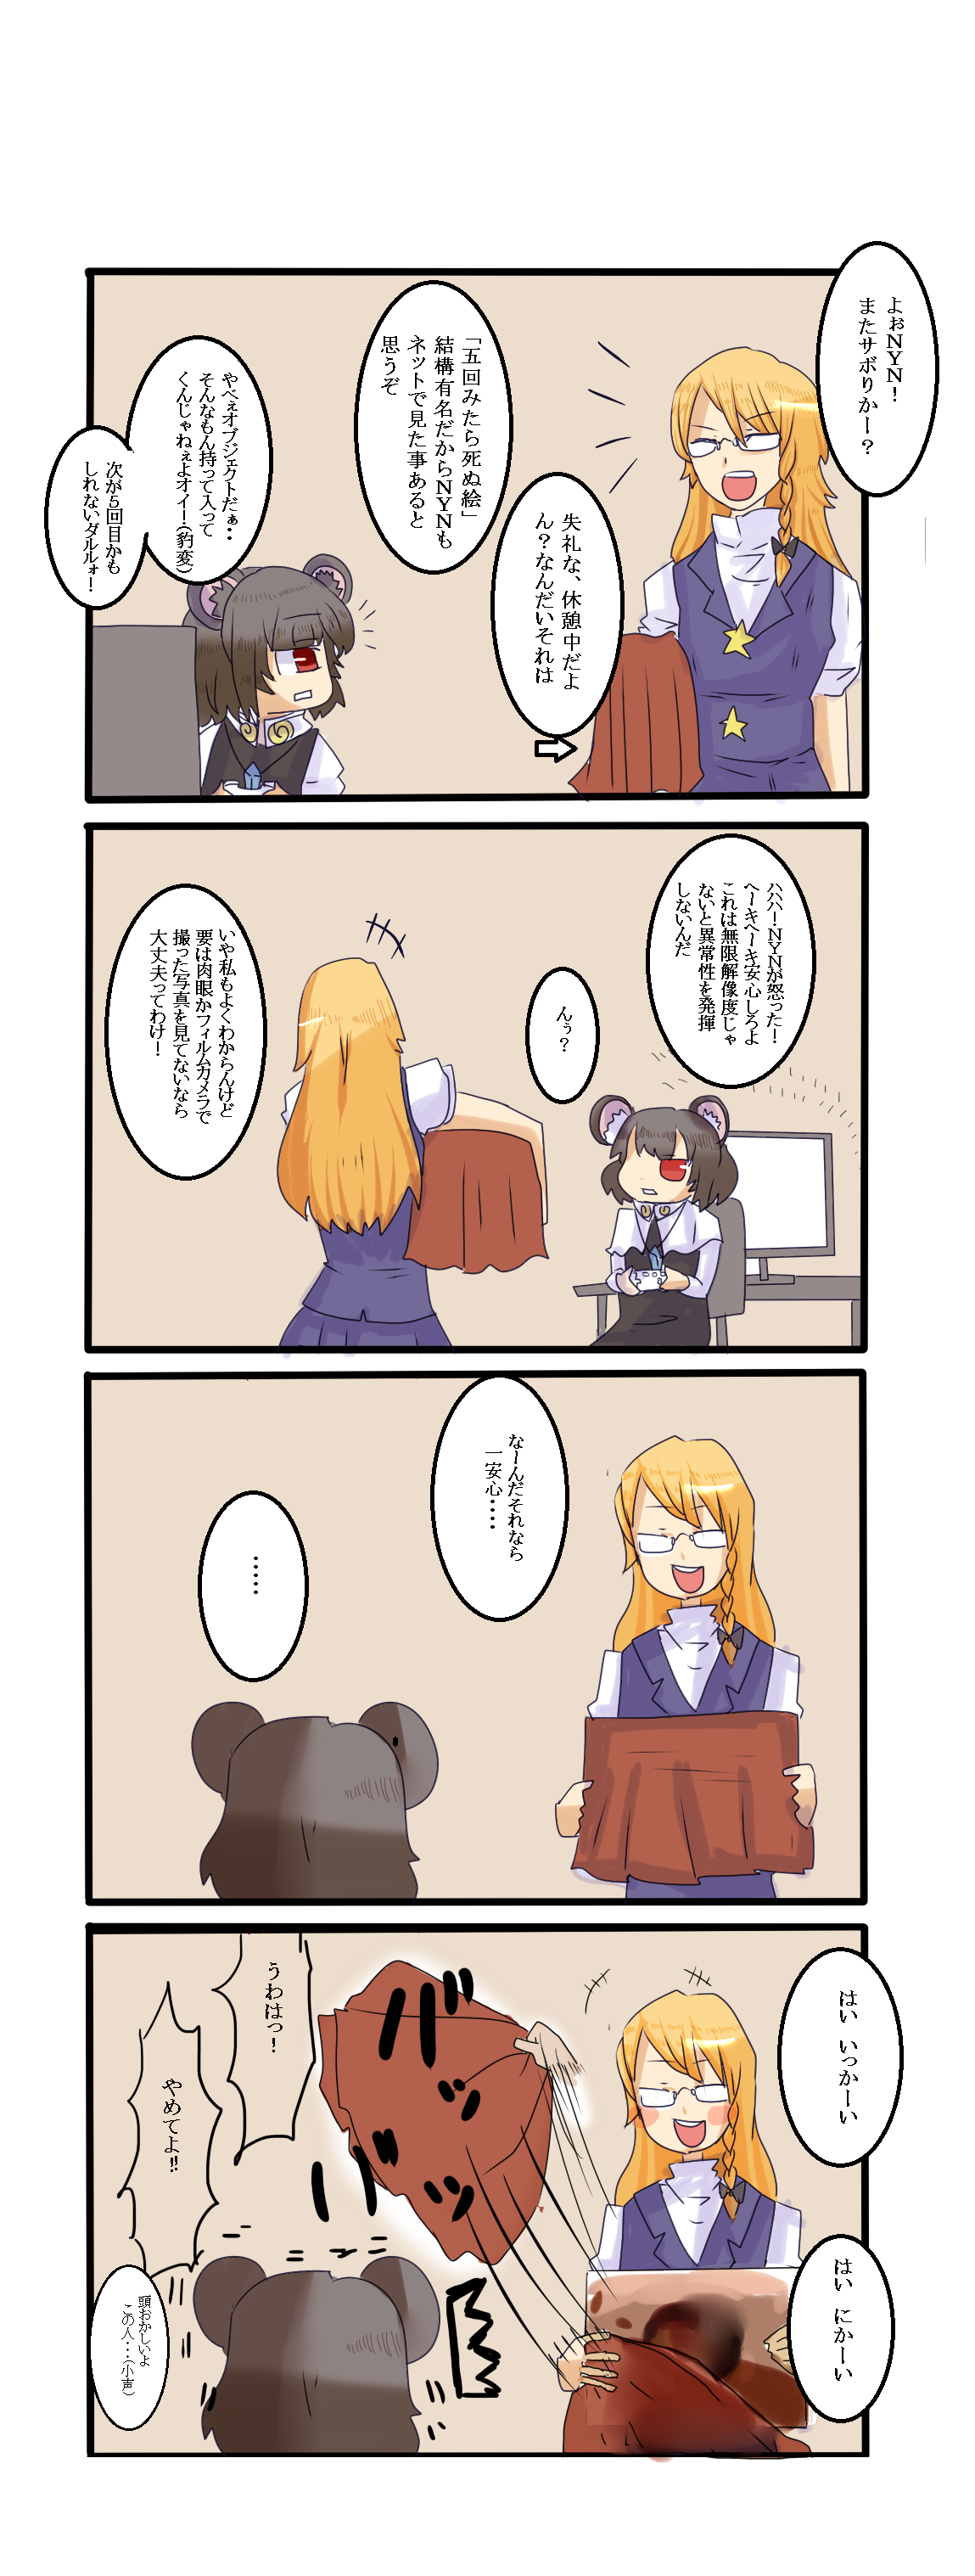 よぉNYN!
またサボりかー?
失礼な、休憩中だよ
ん?なんだいそれは
「五回みたら死ぬ絵」
結構有名だからNYNも
ネットで見た事あると
思うぞ
やべぇオブジェクトだぁ・・
そんなもん持って入って
くんじゃねぇよオイ!(豹変)
次が5回目かも
しれないダルルォ!
ハハハ!NYNが怒った!
ヘーキヘーキ安心しろよ
これは無限解像度じゃ
ないと異常性を発揮
しないんだ
んぅ?
いや私もよくわからんけど
要は肉眼かフィルムカメラで
撮った写真を見てないなら
大丈夫ってわけ!
なーんだそれなら
一安心・・・・
・・・・・
はい いっかーい
はい にかーい
バッ
バッ
うわはっ!
やめてよ!!
頭おかしいよ
この人・・・(小声)